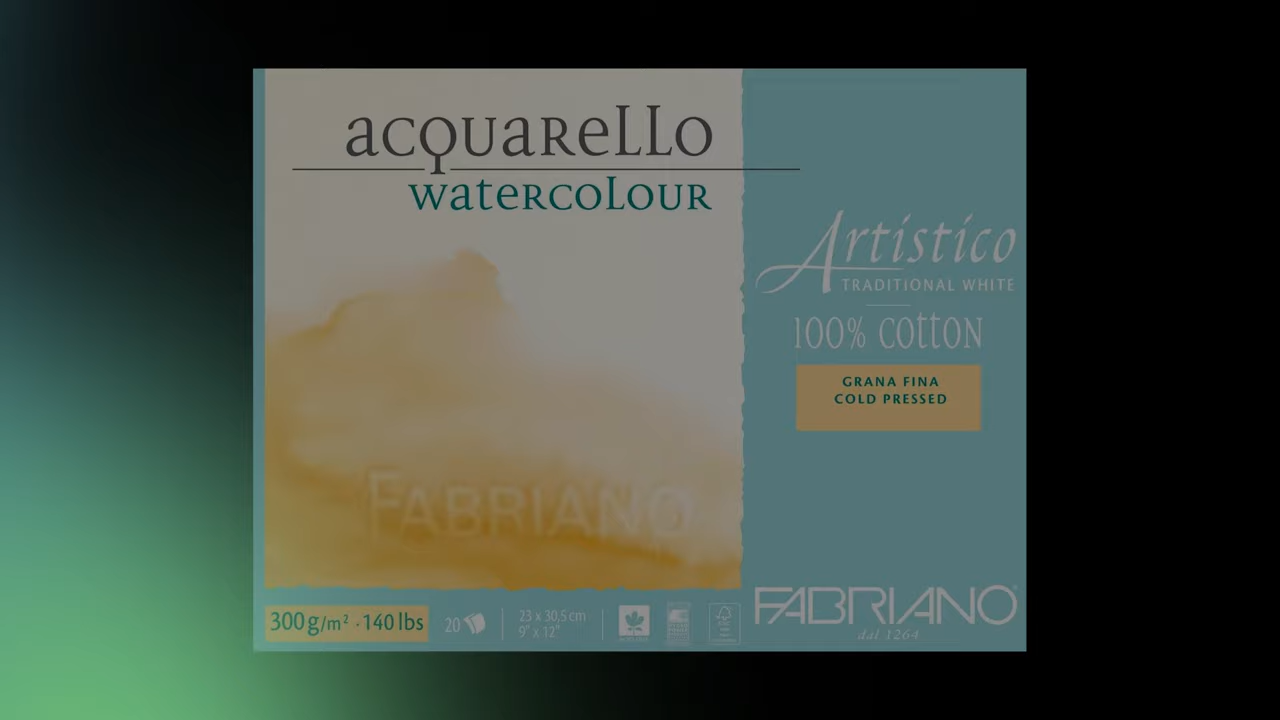 acquarello
watercolour
Artistico
TRADITIONAL WHITE
100% cotton
GRANA FINA
COLD PRESSED
FABRIANO
300g/m² · 140 lbs
20
23 x 30,5 cm
9" x 12"
FABRIANO®
dal 1264